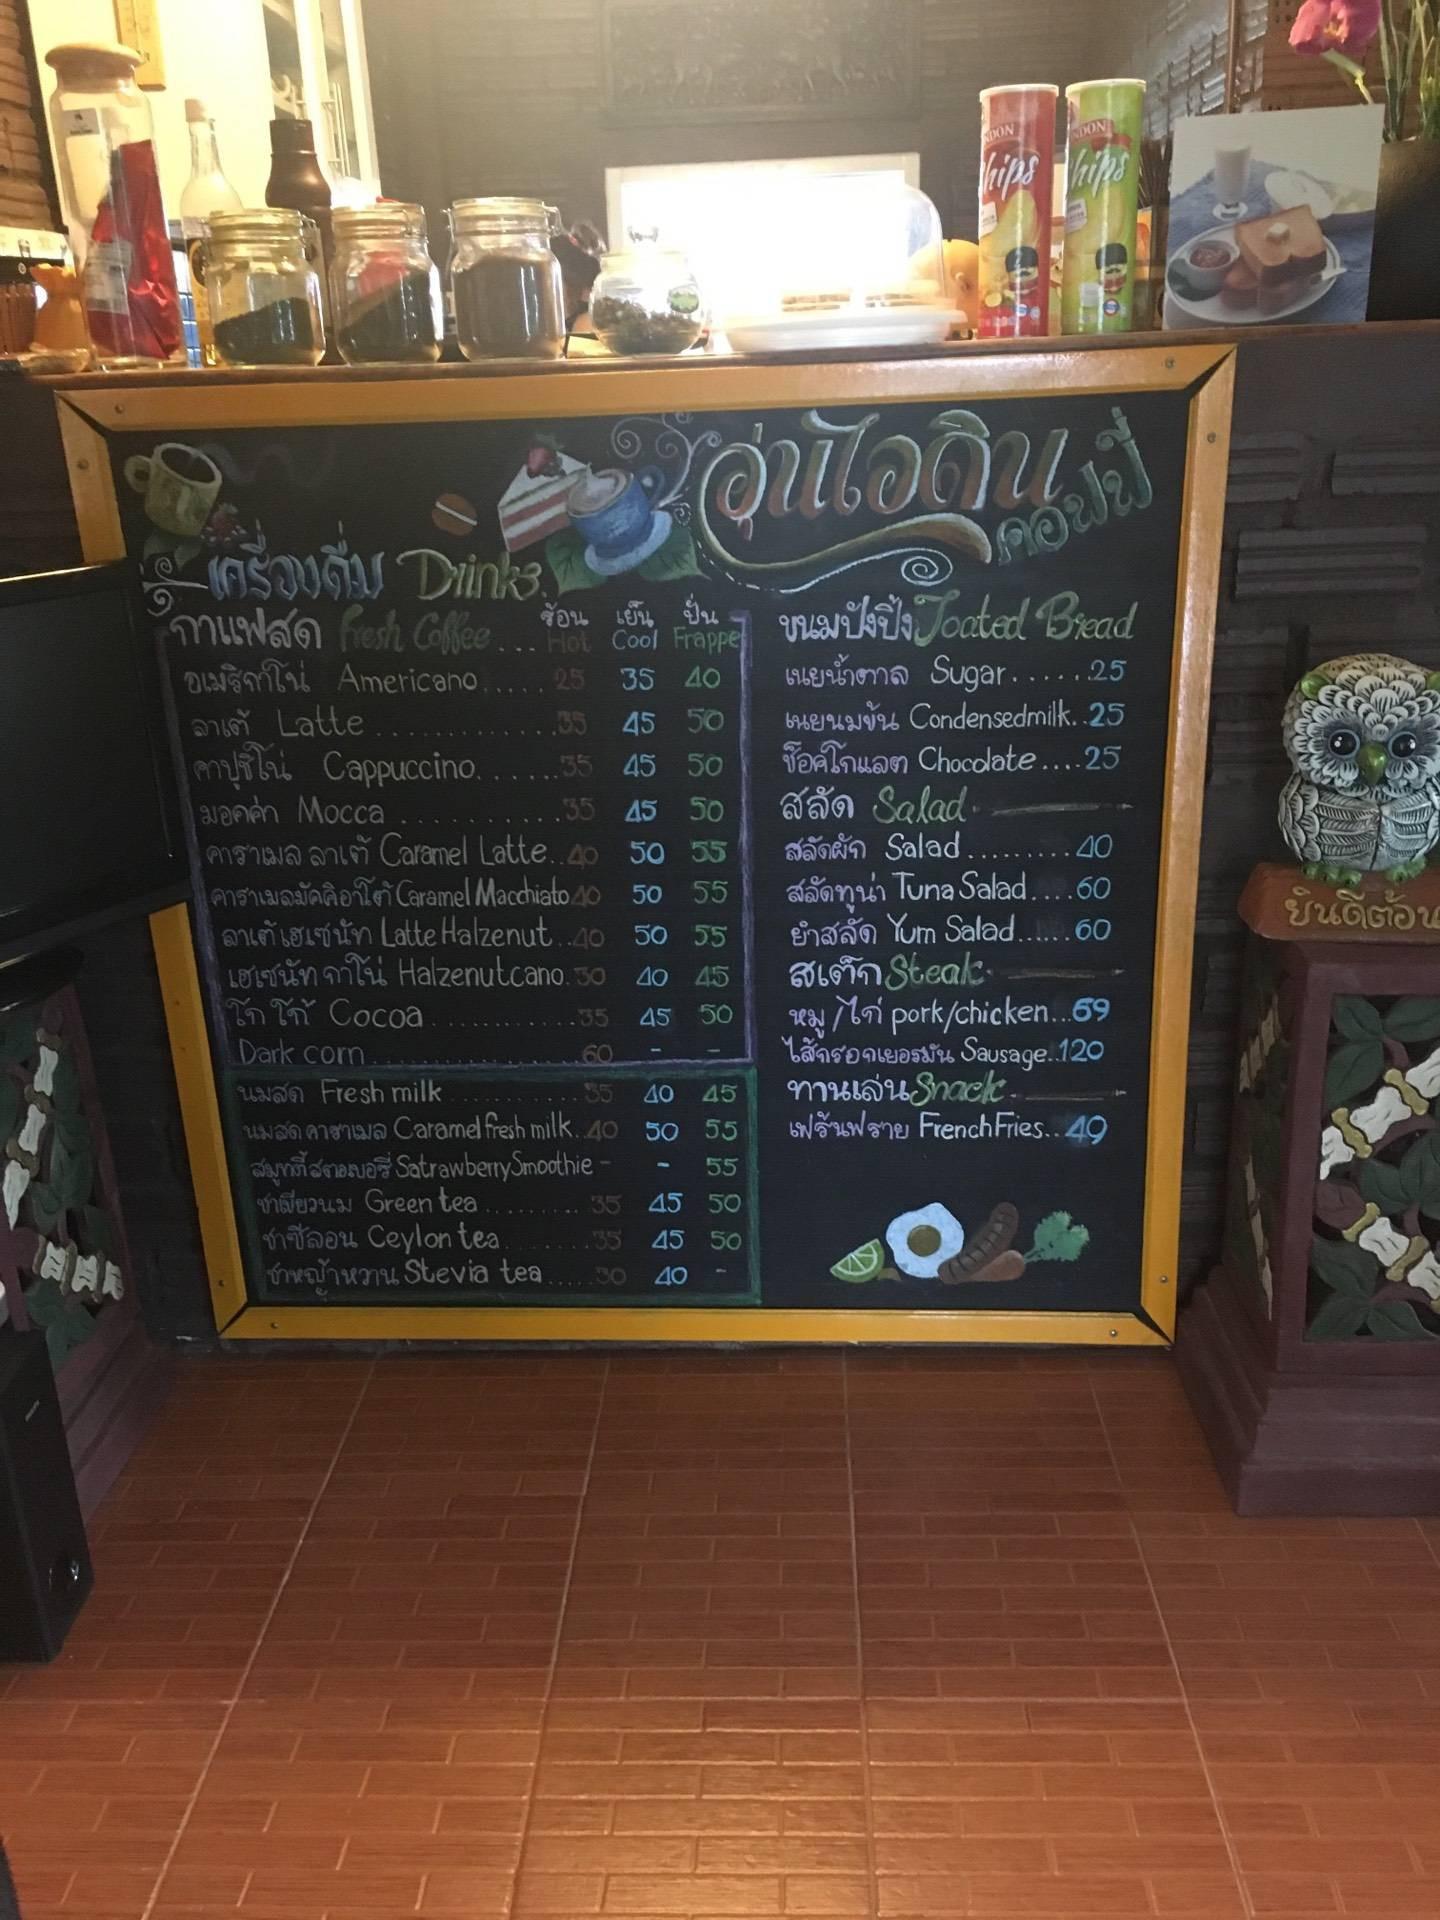 อุ่นไอดิน
คอฟฟี่
เครื่องดื่ม Drinks.
กาแฟสด Fresh Coffee... ร้อน Hot เย็น Cool ปั่น Frappe
อเมริกาโน่ Americano..... 25 35 40
ลาเต้ Latte............. 35 45 50
คาปูชิโน่ Cappuccino....... 35 45 50
มอคค่า Mocca........... 35 45 50
คาราเมล ลาเต้ Caramel Latte.. 40 50 55
คาราเมลมัคคิอาโต้ Caramel Macchiato 40 50 55
ลาเต้ เฮเซนัท Latte Halzenut.. 40 50 55
เฮเซนัท กาโน่ Halzenutcano. 30 40 45
โกโก้ Cocoa............. 35 45 50
Dark corn................. 60 - -
นมสด Fresh milk........... 35 40 45
นมสด คาราเมล Caramel fresh milk.. 40 50 55
สมูทที้ สตอเบอรี่ Satrawberry Smoothie - - 55
ชาเขียวนม Green tea......... 35 45 50
ชาซีลอน Ceylon tea........ 35 45 50
ชาหญ้าหวาน Stevia tea..... 30 40 -
ขนมปังปิ้ง Toated Bread
เนยน้ำตาล Sugar...... 25
เนยนมข้น Condensedmilk.. 25
ช็อคโกแลต Chocolate.... 25
สลัด Salad
สลัดผัก Salad......... 40
สลัดทูน่า Tuna Salad.... 60
ยำสลัด Yum Salad...... 60
สเต็ก Steak
หมู/ไก่ pork/chicken... 69
ไส้กรอกเยอรมัน Sausage.. 120
ทานเล่น Snack
เฟร้นฟราย French Fries.. 49
NDON
hips
NDON
hips
ยินดีต้อน